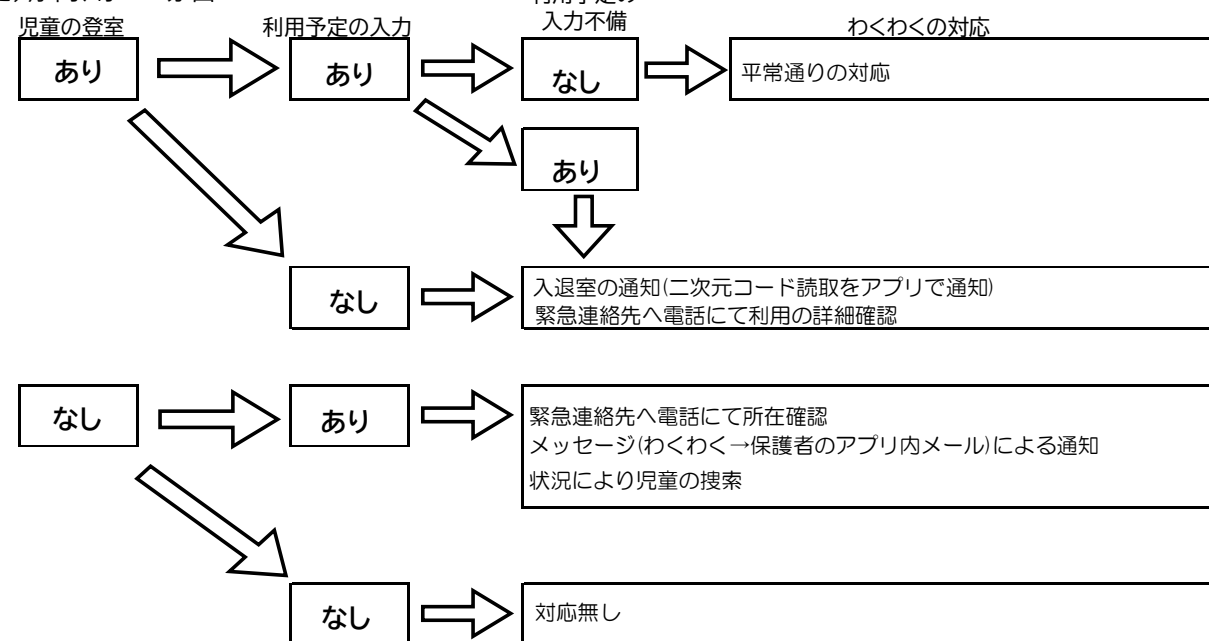 児童の登室
利用予定の入力
入力不備
わくわくの対応
あり
あり
なし
平常通りの対応
あり
なし
入退室の通知(二次元コード読取をアプリで通知)
緊急連絡先へ電話にて利用の詳細確認
なし
あり
緊急連絡先へ電話にて所在確認
メッセージ(わくわく→保護者のアプリ内メール)による通知
状況により児童の捜索
なし
対応無し